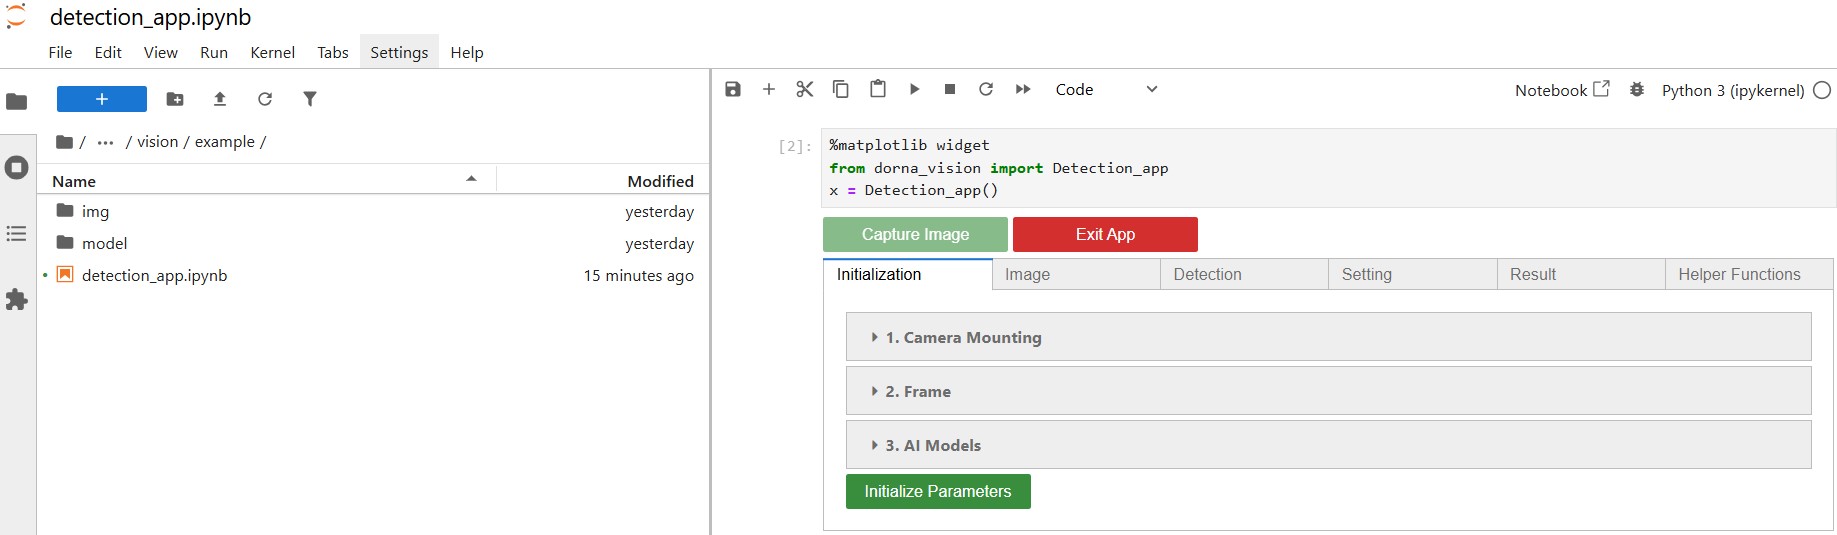 detection_app.ipynb
File Edit View Run Kernel Tabs Settings Help
+
/ ··· / vision / example /
Name Modified
img yesterday
model yesterday
detection_app.ipynb 15 minutes ago
Code Notebook Python 3 (ipykernel)
[2]: %matplotlib widget
from dorna_vision import Detection_app
x = Detection_app()
Capture Image Exit App
Initialization Image Detection Setting Result Helper Functions
1. Camera Mounting
2. Frame
3. AI Models
Initialize Parameters